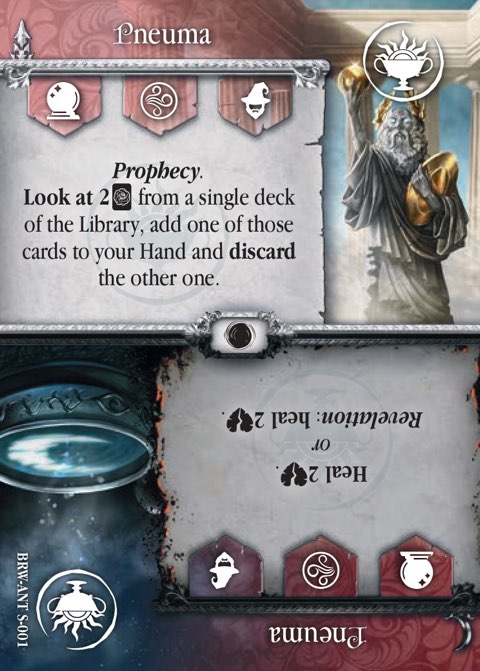 Pneuma
Prophecy.
Look at 2 from a single deck
of the Library, add one of those
cards to your Hand and discard
the other one.
Pneuma
Heal 2.
or
Revelation: heal 2.
BRW-ANT S-001